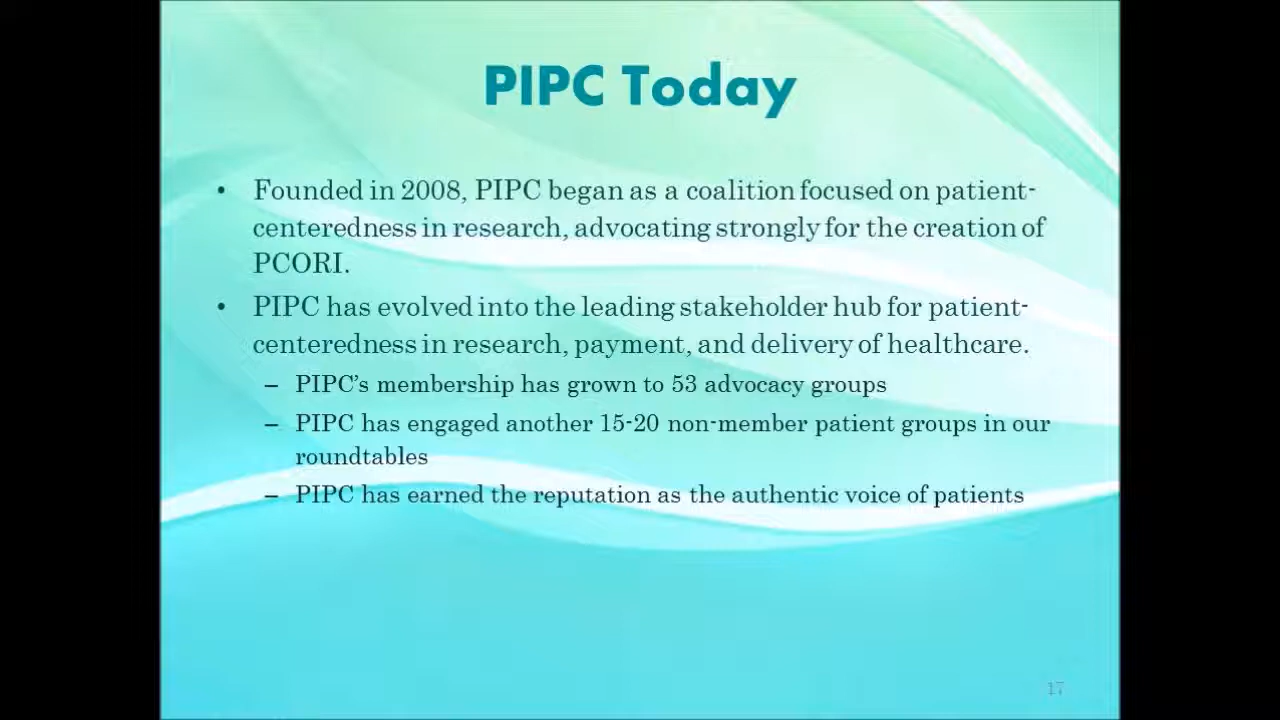 PIPC Today
• Founded in 2008, PIPC began as a coalition focused on patient-
centeredness in research, advocating strongly for the creation of
PCORI.
• PIPC has evolved into the leading stakeholder hub for patient-
centeredness in research, payment, and delivery of healthcare.
– PIPC’s membership has grown to 53 advocacy groups
– PIPC has engaged another 15-20 non-member patient groups in our
roundtables
– PIPC has earned the reputation as the authentic voice of patients
17